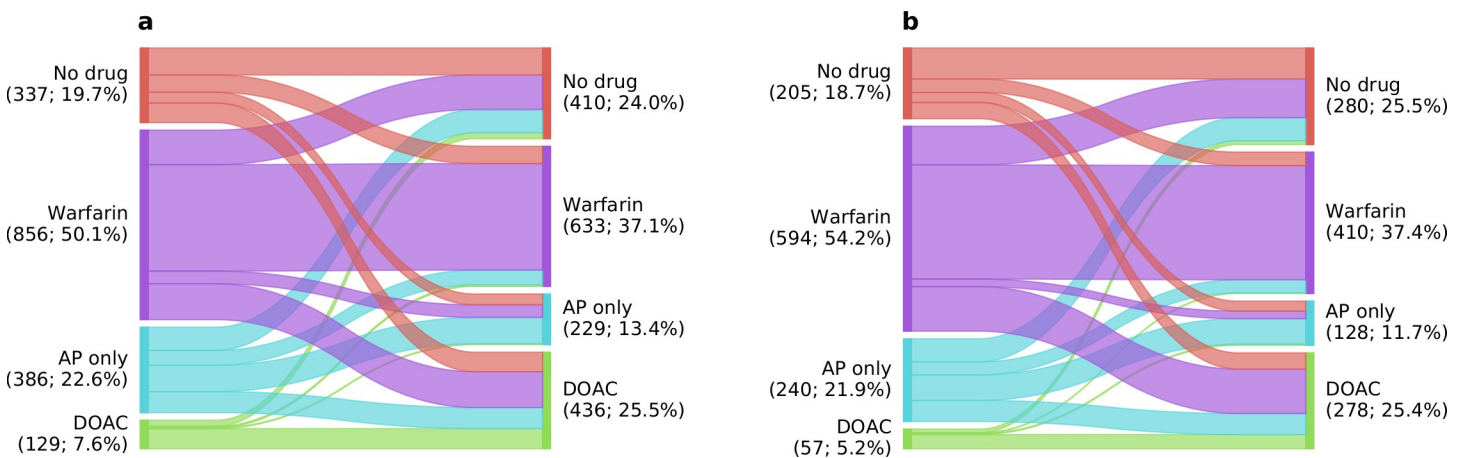 a
No drug
(337; 19.7%)
Warfarin
(856; 50.1%)
AP only
(386; 22.6%)
DOAC
(129; 7.6%)
No drug
(410; 24.0%)
Warfarin
(633; 37.1%)
AP only
(229; 13.4%)
DOAC
(436; 25.5%)
b
No drug
(205; 18.7%)
Warfarin
(594; 54.2%)
AP only
(240; 21.9%)
DOAC
(57; 5.2%)
No drug
(280; 25.5%)
Warfarin
(410; 37.4%)
AP only
(128; 11.7%)
DOAC
(278; 25.4%)